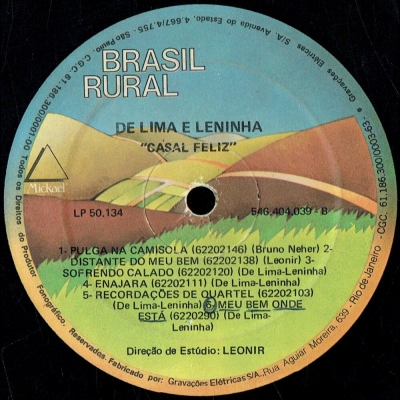 BRASIL
RURAL
DE LIMA E LENINHA
"CASAL FELIZ"
Mickael
LP 50.134
546.404.039 - B
1- PULGA NA CAMISOLA (62202146) (Bruno Neher) 2-
DISTANTE DO MEU BEM (62202138) (Leonir) 3-
SOFRENDO CALADO (62202120) (De Lima-Leninha)
4- ENAJARA (62202111) (De Lima-Leninha)
5- RECORDAÇÕES DE QUARTEL (62202103)
(De Lima-Leninha) 6- MEU BEM ONDE
ESTÁ (6220290) (De Lima-
Leninha)
Direção de Estúdio: LEONIR
Todos os Direitos do Produtor Fonográfico. Reservados. Fabricado por: Gravações Elétricas S/A. Rua Aguiar Moreira, 639 - Rio de Janeiro - CGC. 61.186.300/0003-63- e Gravações Elétricas S/A. Avenida do Estado, 4.667/4.755 - São Paulo. C.G.C. 61.186.300/0001-00